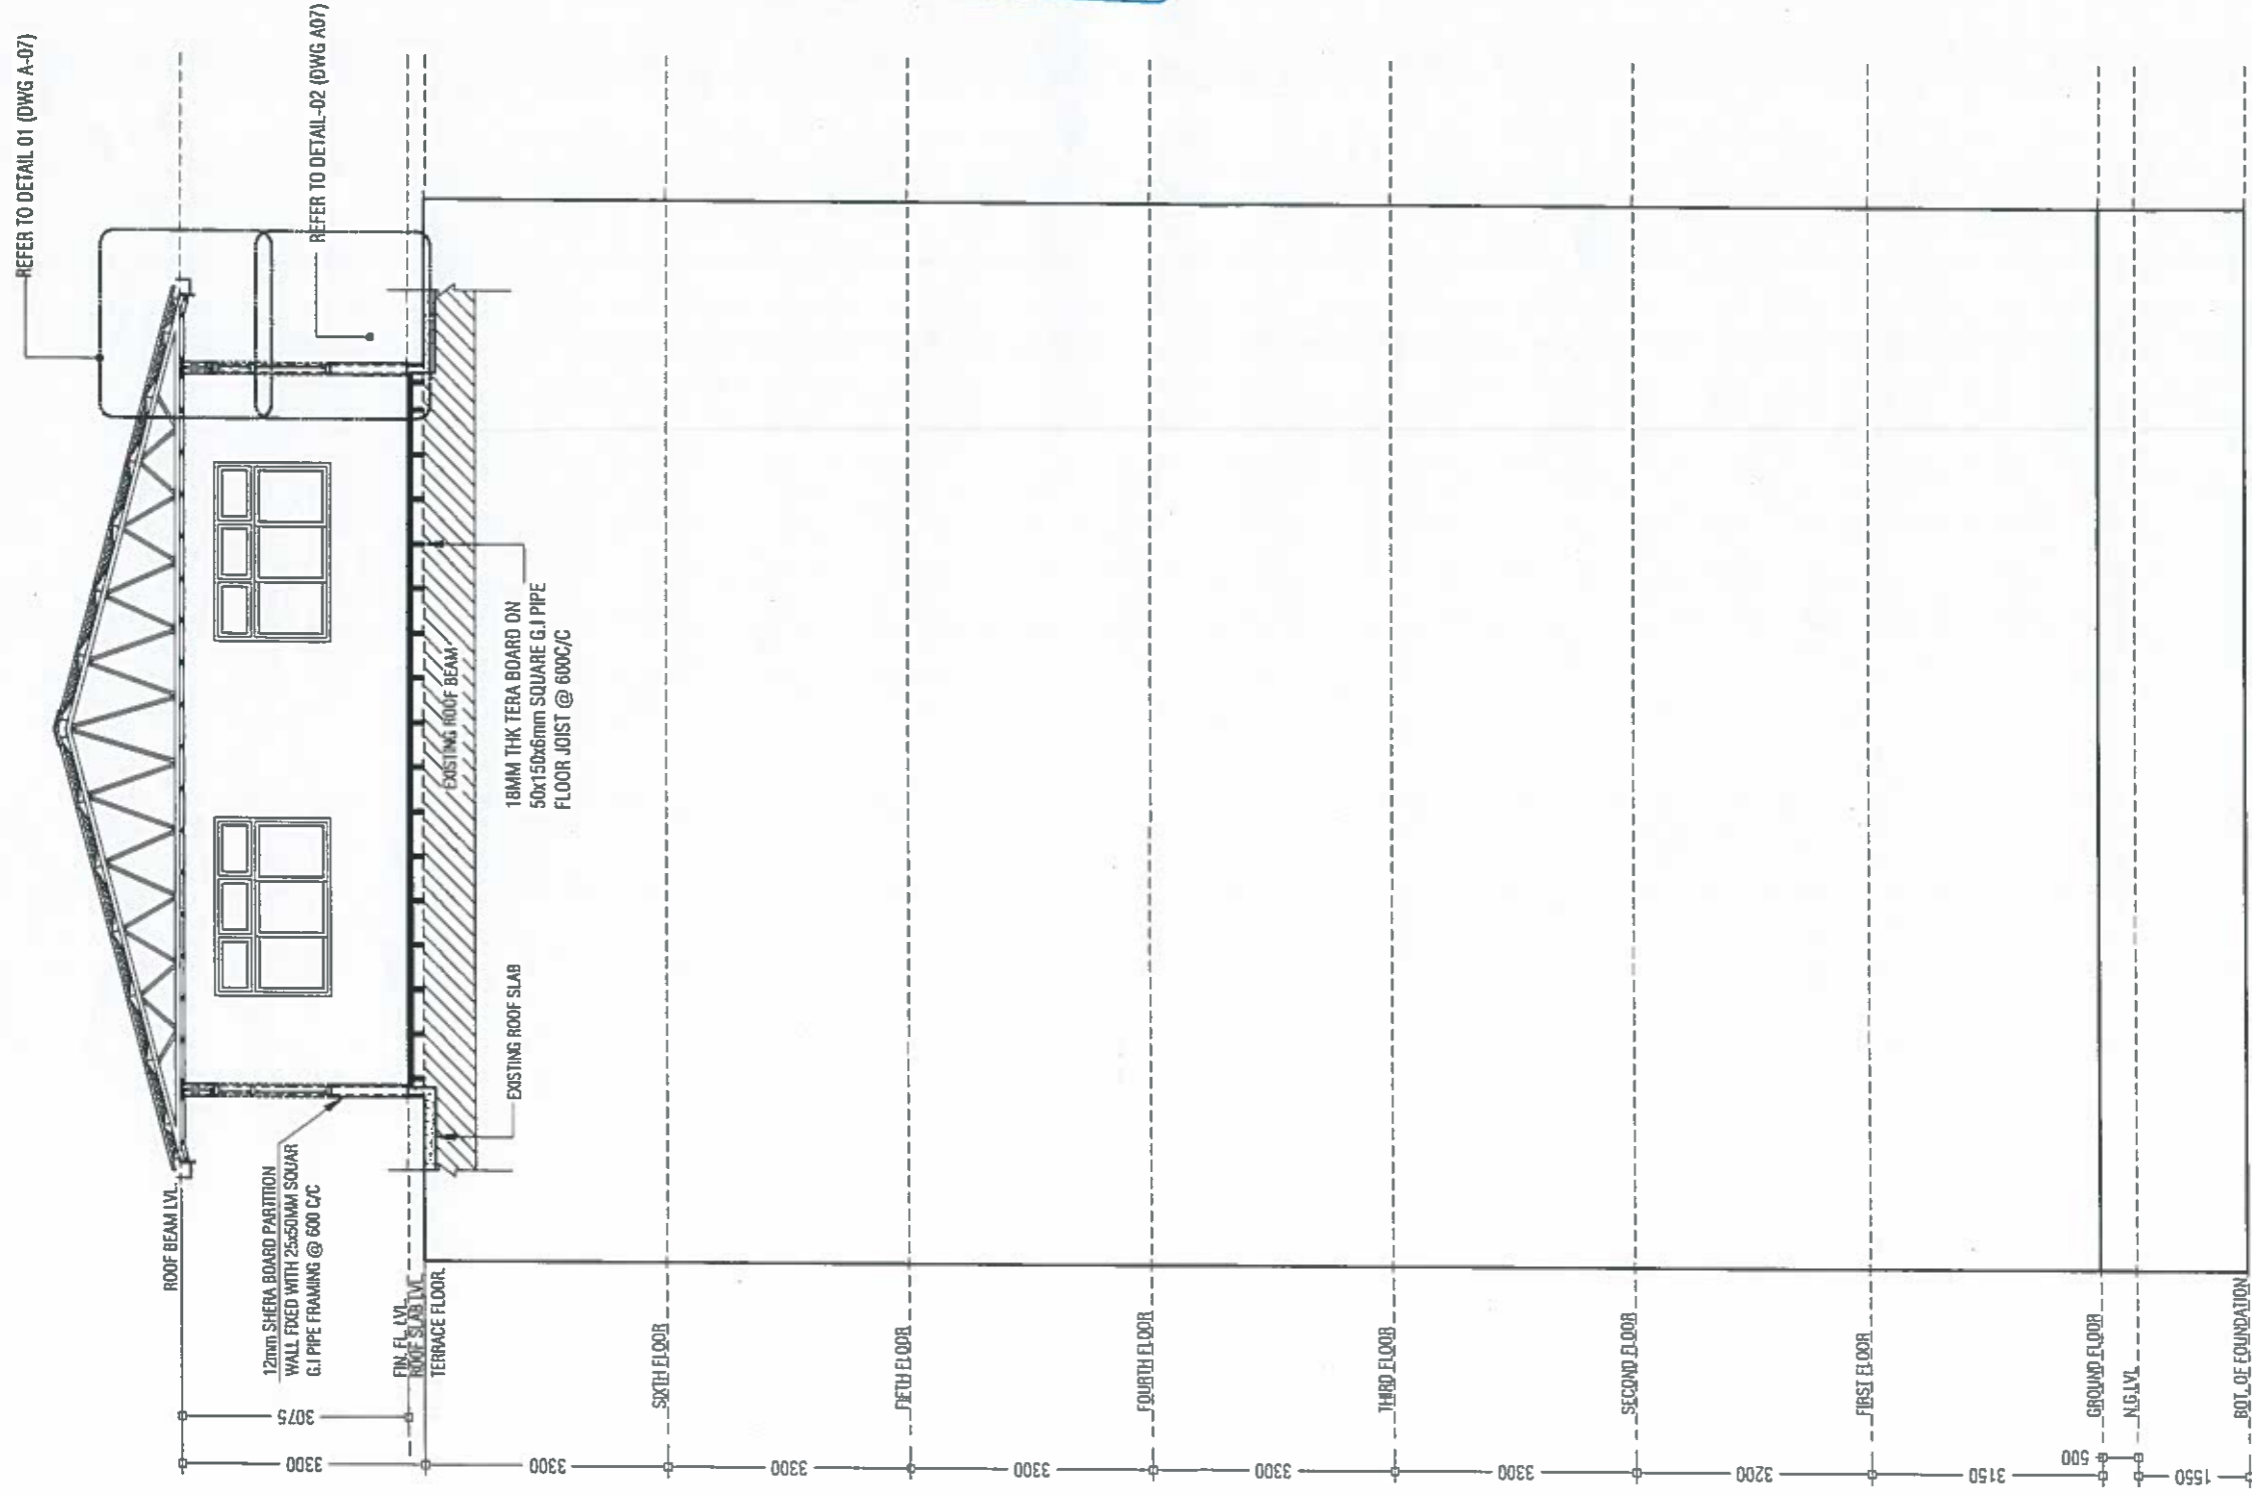 REFER TO DETAIL 01 (DWG A-07)
REFER TO DETAIL-02 (DWG A07)
ROOF BEAM LVL.
12mm SHERA BOARD PARTITION
WALL FIXED WITH 25x50MM SQUAR
G.I PIPE FRAMING @ 600 C/C
EXISTING ROOF BEAM
18MM THK TERA BOARD ON
50x150x6mm SQUARE G.I PIPE
FLOOR JOIST @ 600C/C
EXISTING ROOF SLAB
FIN. FL. LVL.
ROOF SLAB LVL.
TERRACE FLOOR.
SIXTH FLOOR
FIFTH FLOOR
FOURTH FLOOR
THIRD FLOOR
SECOND FLOOR
FIRST FLOOR
GROUND FLOOR
N.G.LVL
BOT. OF FOUNDATION
3075
3300
3300
3300
3300
3300
3300
3200
3150
500
1550